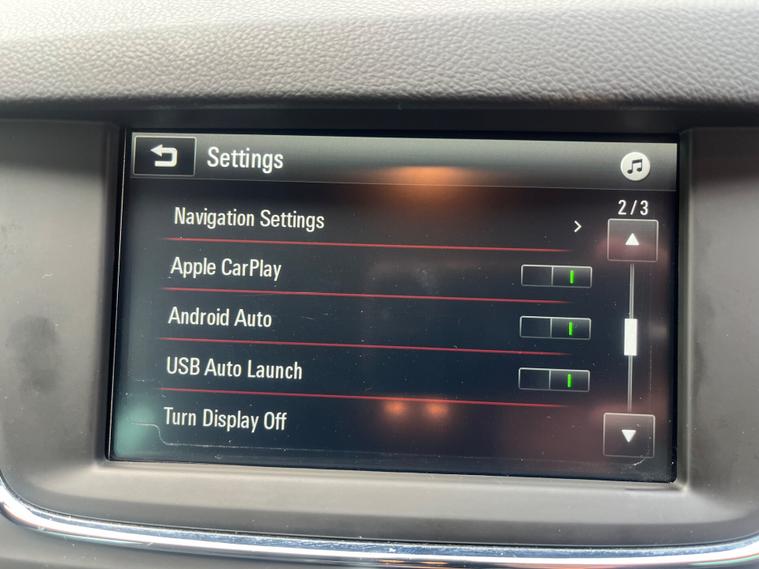 Settings
2/3
Navigation Settings
Apple CarPlay
Android Auto
USB Auto Launch
Turn Display Off